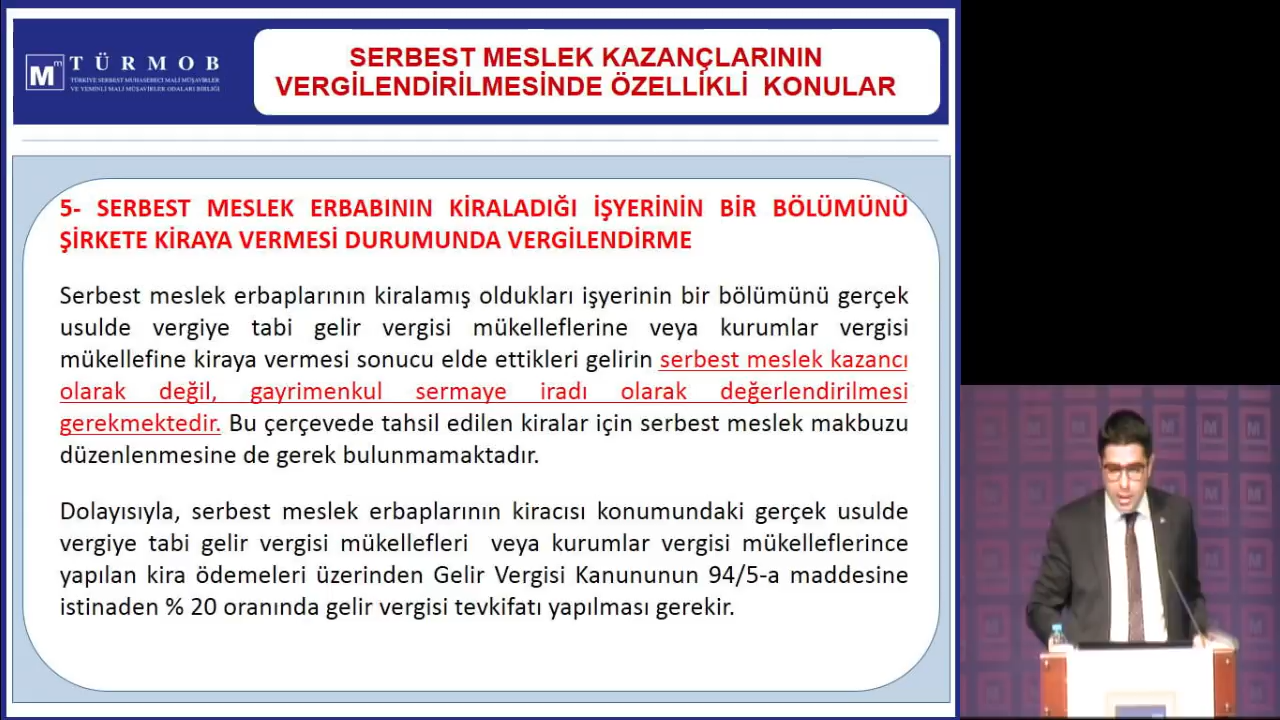 TÜRMOB
TÜRKİYE SERBEST MUHASEBECİ MALİ MÜŞAVİRLER
VE YEMİNLİ MALİ MÜŞAVİRLER ODALARI BİRLİĞİ
SERBEST MESLEK KAZANÇLARININ
VERGİLENDİRİLMESİNDE ÖZELLİKLİ KONULAR
5- SERBEST MESLEK ERBABININ KİRALADIĞI İŞYERİNİN BİR BÖLÜMÜNÜ
ŞİRKETE KİRAYA VERMESİ DURUMUNDA VERGİLENDİRME
Serbest meslek erbaplarının kiralamış oldukları işyerinin bir bölümünü gerçek
usulde vergiye tabi gelir vergisi mükelleflerine veya kurumlar vergisi
mükellefine kiraya vermesi sonucu elde ettikleri gelirin serbest meslek kazancı
olarak değil, gayrimenkul sermaye iradı olarak değerlendirilmesi
gerekmektedir. Bu çerçevede tahsil edilen kiralar için serbest meslek makbuzu
düzenlenmesine de gerek bulunmamaktadır.
Dolayısıyla, serbest meslek erbaplarının kiracısı konumundaki gerçek usulde
vergiye tabi gelir vergisi mükellefleri veya kurumlar vergisi mükelleflerince
yapılan kira ödemeleri üzerinden Gelir Vergisi Kanununun 94/5-a maddesine
istinaden % 20 oranında gelir vergisi tevkifatı yapılması gerekir.